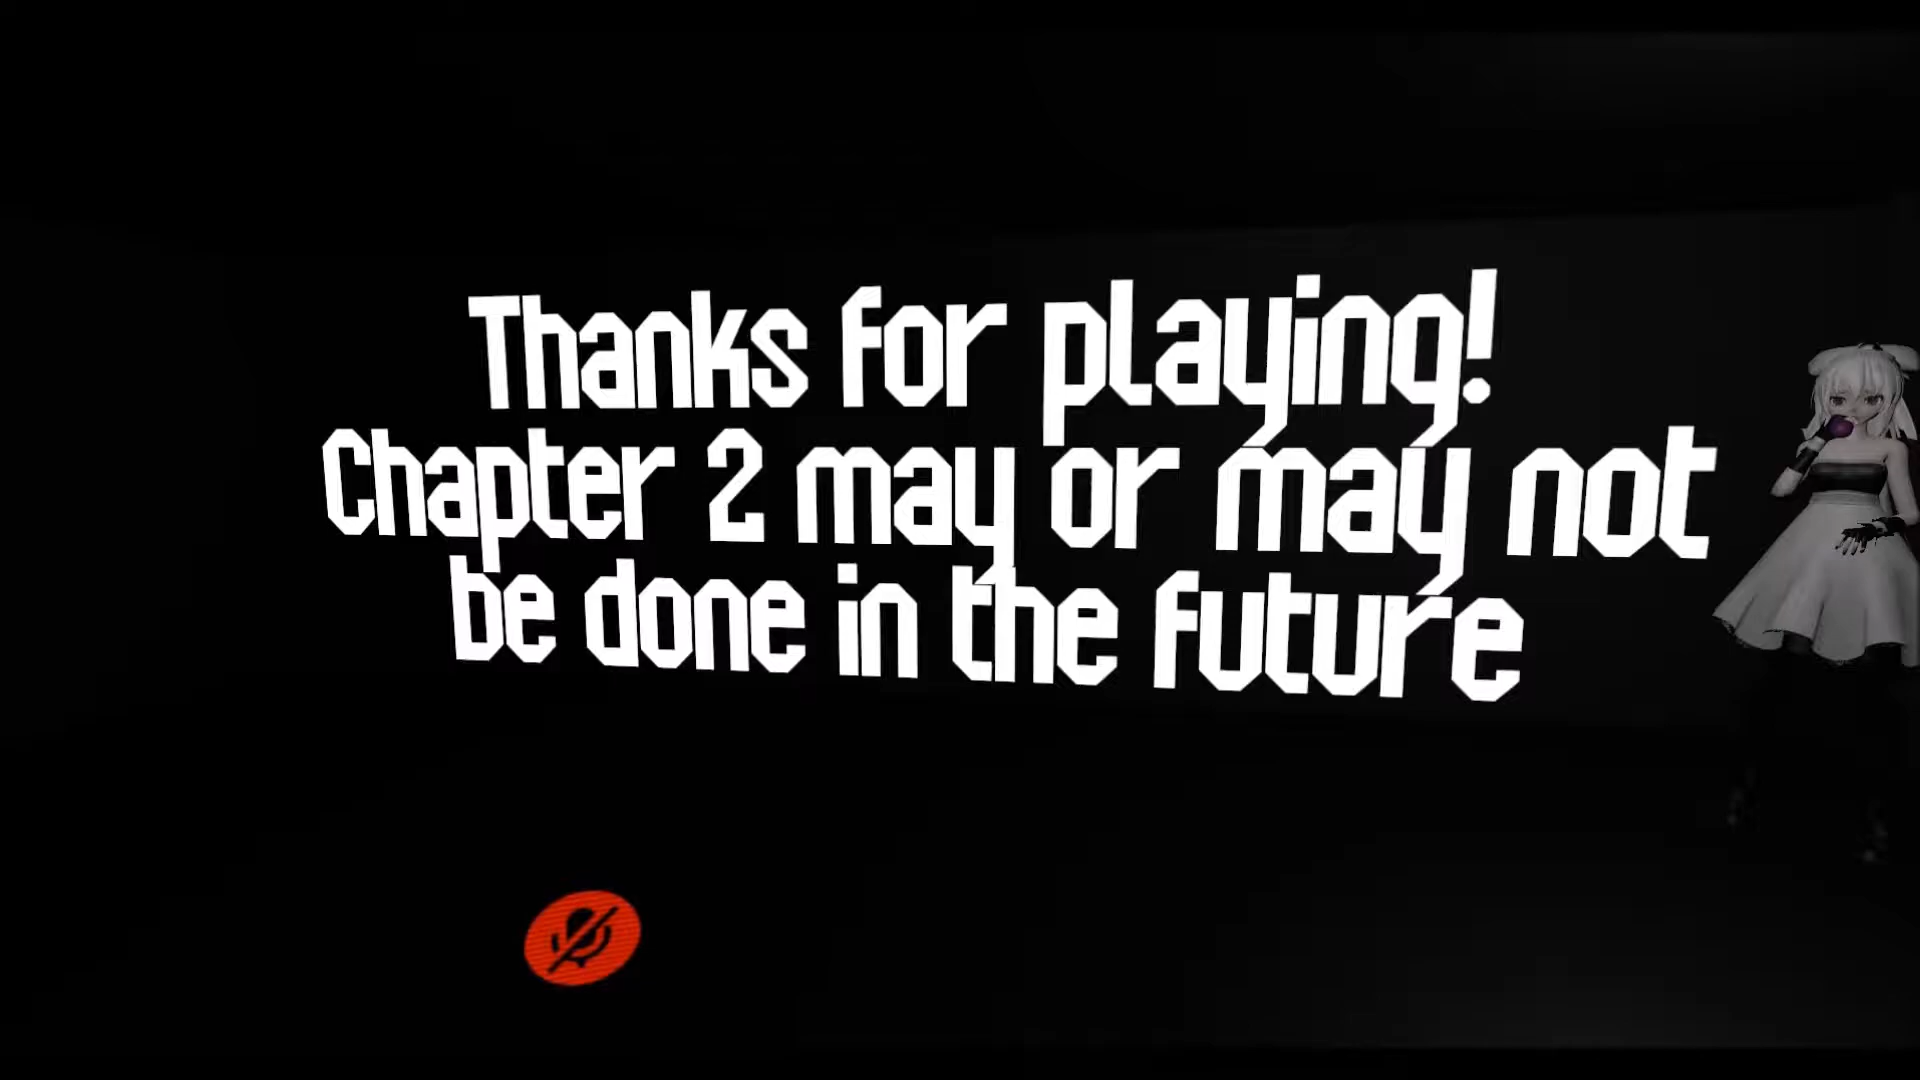 Thanks for playing!
Chapter 2 may or may not
be done in the future